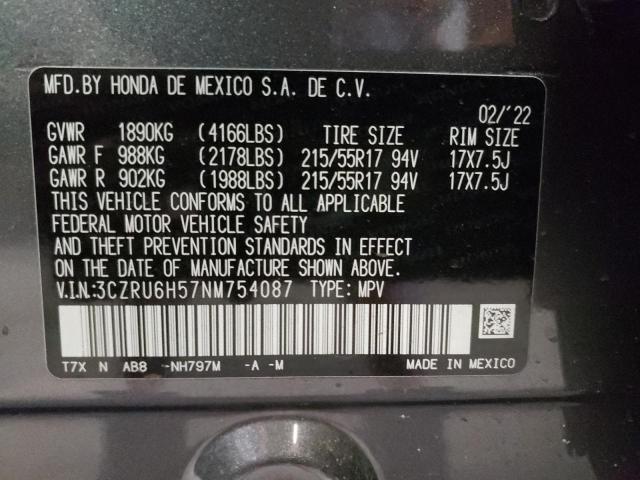 MFD.BY HONDA DE MEXICO S.A. DE C.V.
02/'22
GVWR 1890KG (4166LBS) TIRE SIZE RIM SIZE
GAWR F 988KG (2178LBS) 215/55R17 94V 17X7.5J
GAWR R 902KG (1988LBS) 215/55R17 94V 17X7.5J
THIS VEHICLE CONFORMS TO ALL APPLICABLE
FEDERAL MOTOR VEHICLE SAFETY
AND THEFT PREVENTION STANDARDS IN EFFECT
ON THE DATE OF MANUFACTURE SHOWN ABOVE.
V.I.N:3CZRU6H57NM754087 TYPE: MPV
T7X N AB8 -NH797M -A -M MADE IN MEXICO